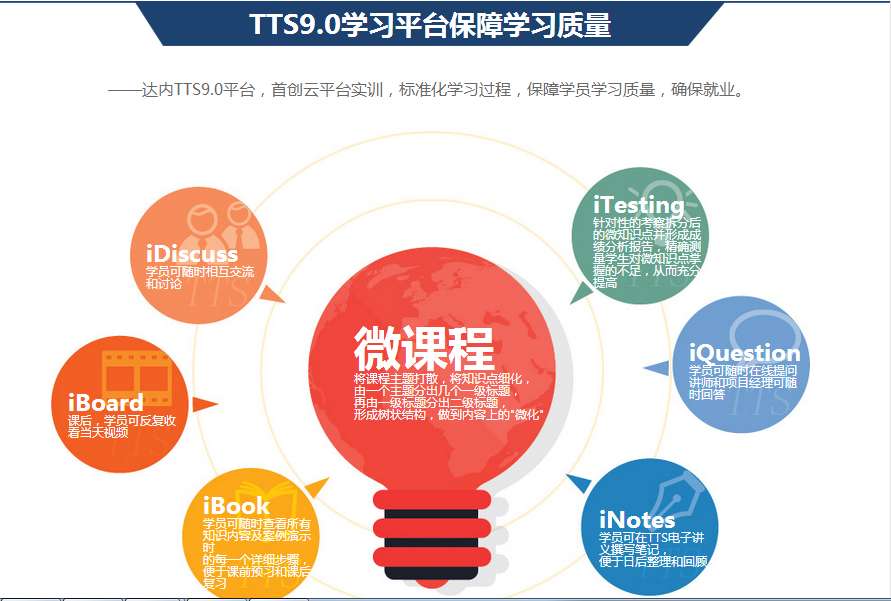 TTS9.0学习平台保障学习质量
——达内TTS9.0平台，首创云平台实训，标准化学习过程，保障学员学习质量，确保就业。
iDiscuss
学员可随时相互交流
和讨论
TTS
iTesting
针对性的考察拆分后
的微知识点并形成成
绩分析报告，精确测
量学生对微知识点掌
握的不足，从而充分
提高
TTS
微课程
将课程主题打散，将知识点细化，
由一个主题分出几个一级标题，
再由一级标题分出二级标题，
形成树状结构，做到内容上的"微化"
iBoard
课后，学员可反复收
看当天视频
TTS
iQuestion
学员可随时在线提问
讲师和项目经理可随
时回答
TTS
iBook
学员可随时查看所有
知识内容及案例演示
时
的每一个详细步骤，
便于课前预习和课后
复习
TTS
iNotes
学员可在TTS电子讲
义撰写笔记，
便于日后整理和回顾
TTS